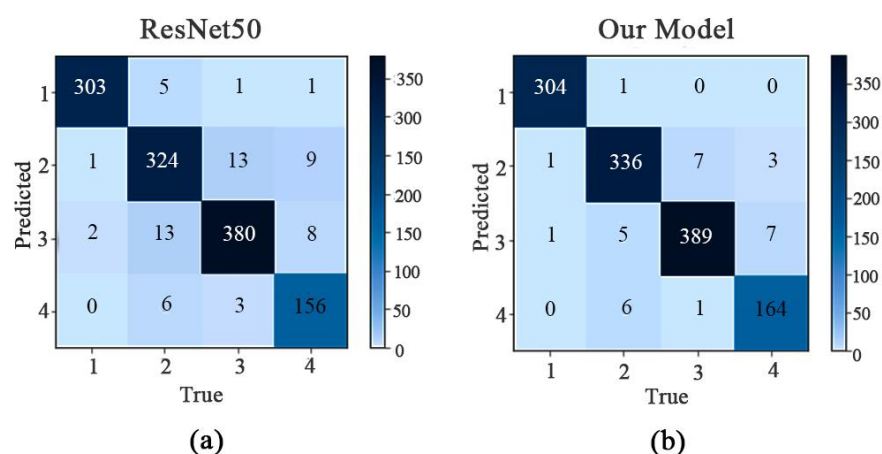 ResNet50
Our Model
Predicted
1 303 5 1 1
2 1 324 13 9
3 2 13 380 8
4 0 6 3 156
1 2 3 4
True
350
300
150
200
150
100
50
0
(a)
Predicted
1 304 1 0 0
2 1 336 7 3
3 1 5 389 7
4 0 6 1 164
1 2 3 4
True
350
300
150
200
150
100
50
0
(b)